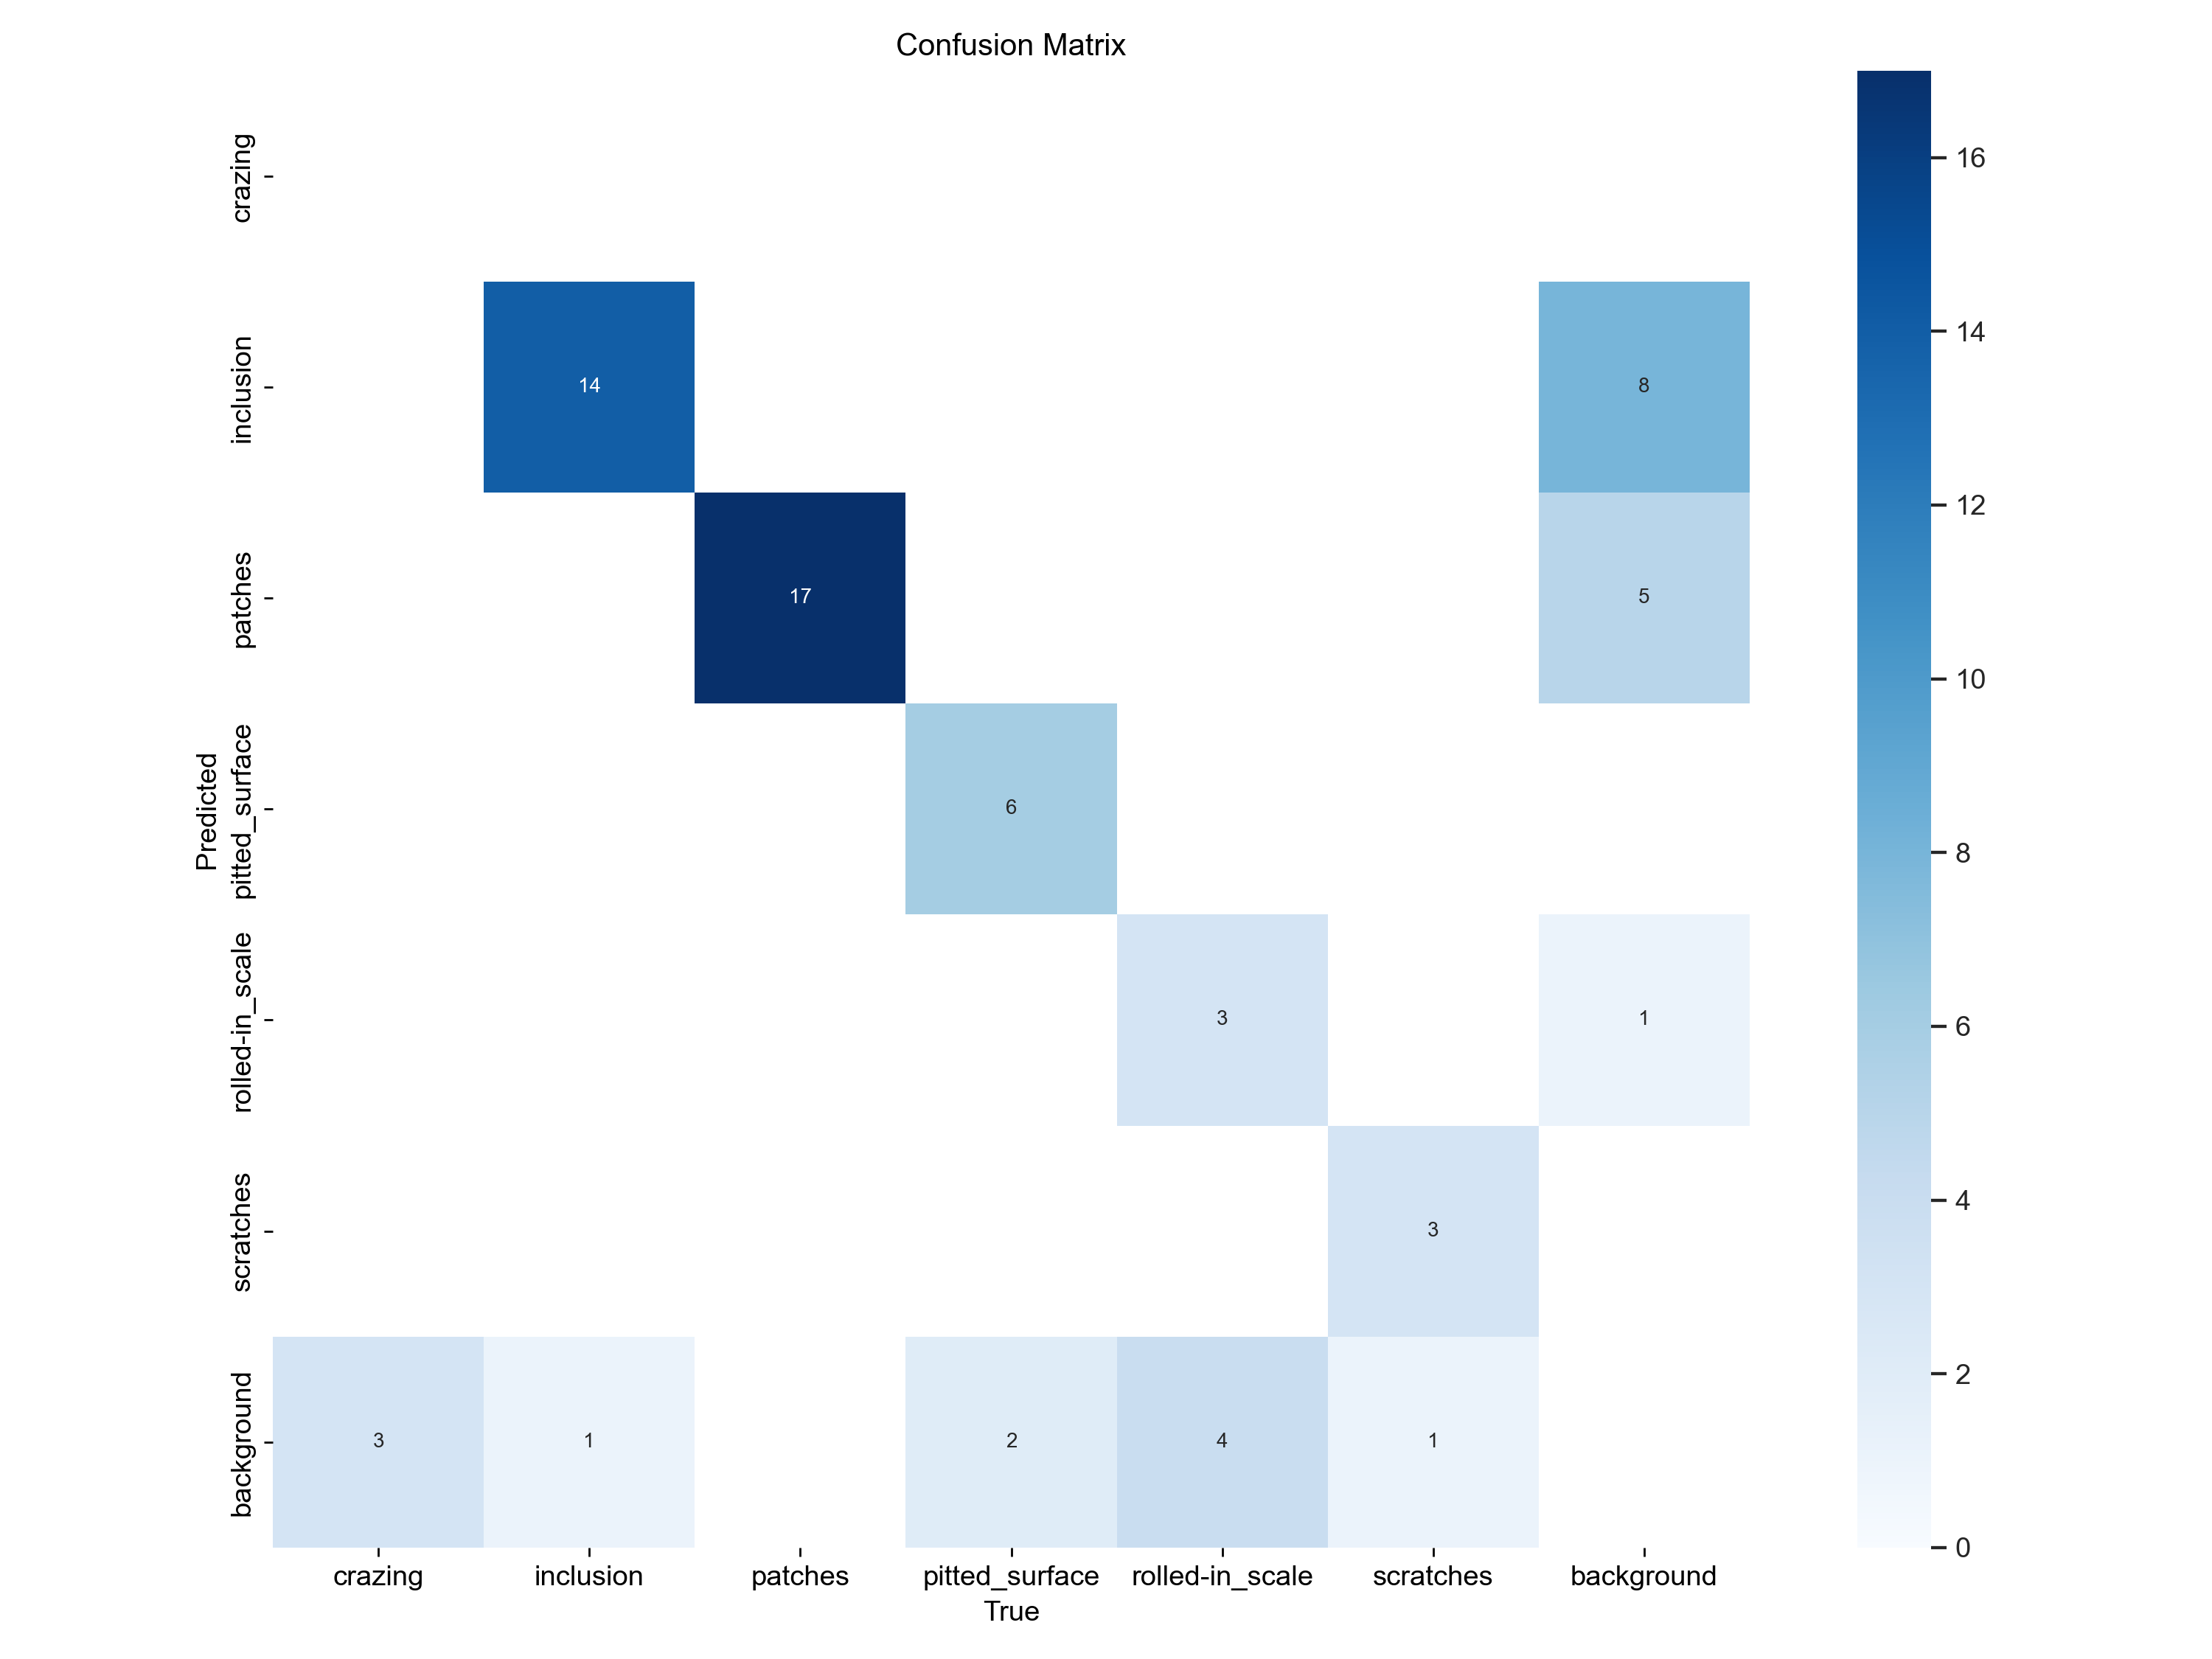 Confusion Matrix
crazing
inclusion
14
8
patches
17
5
pitted_surface
6
rolled-in_scale
3
1
scratches
3
background
3
1
2
4
1
Predicted
crazing
inclusion
patches
pitted_surface
rolled-in_scale
scratches
background
True
16
14
12
10
8
6
4
2
0